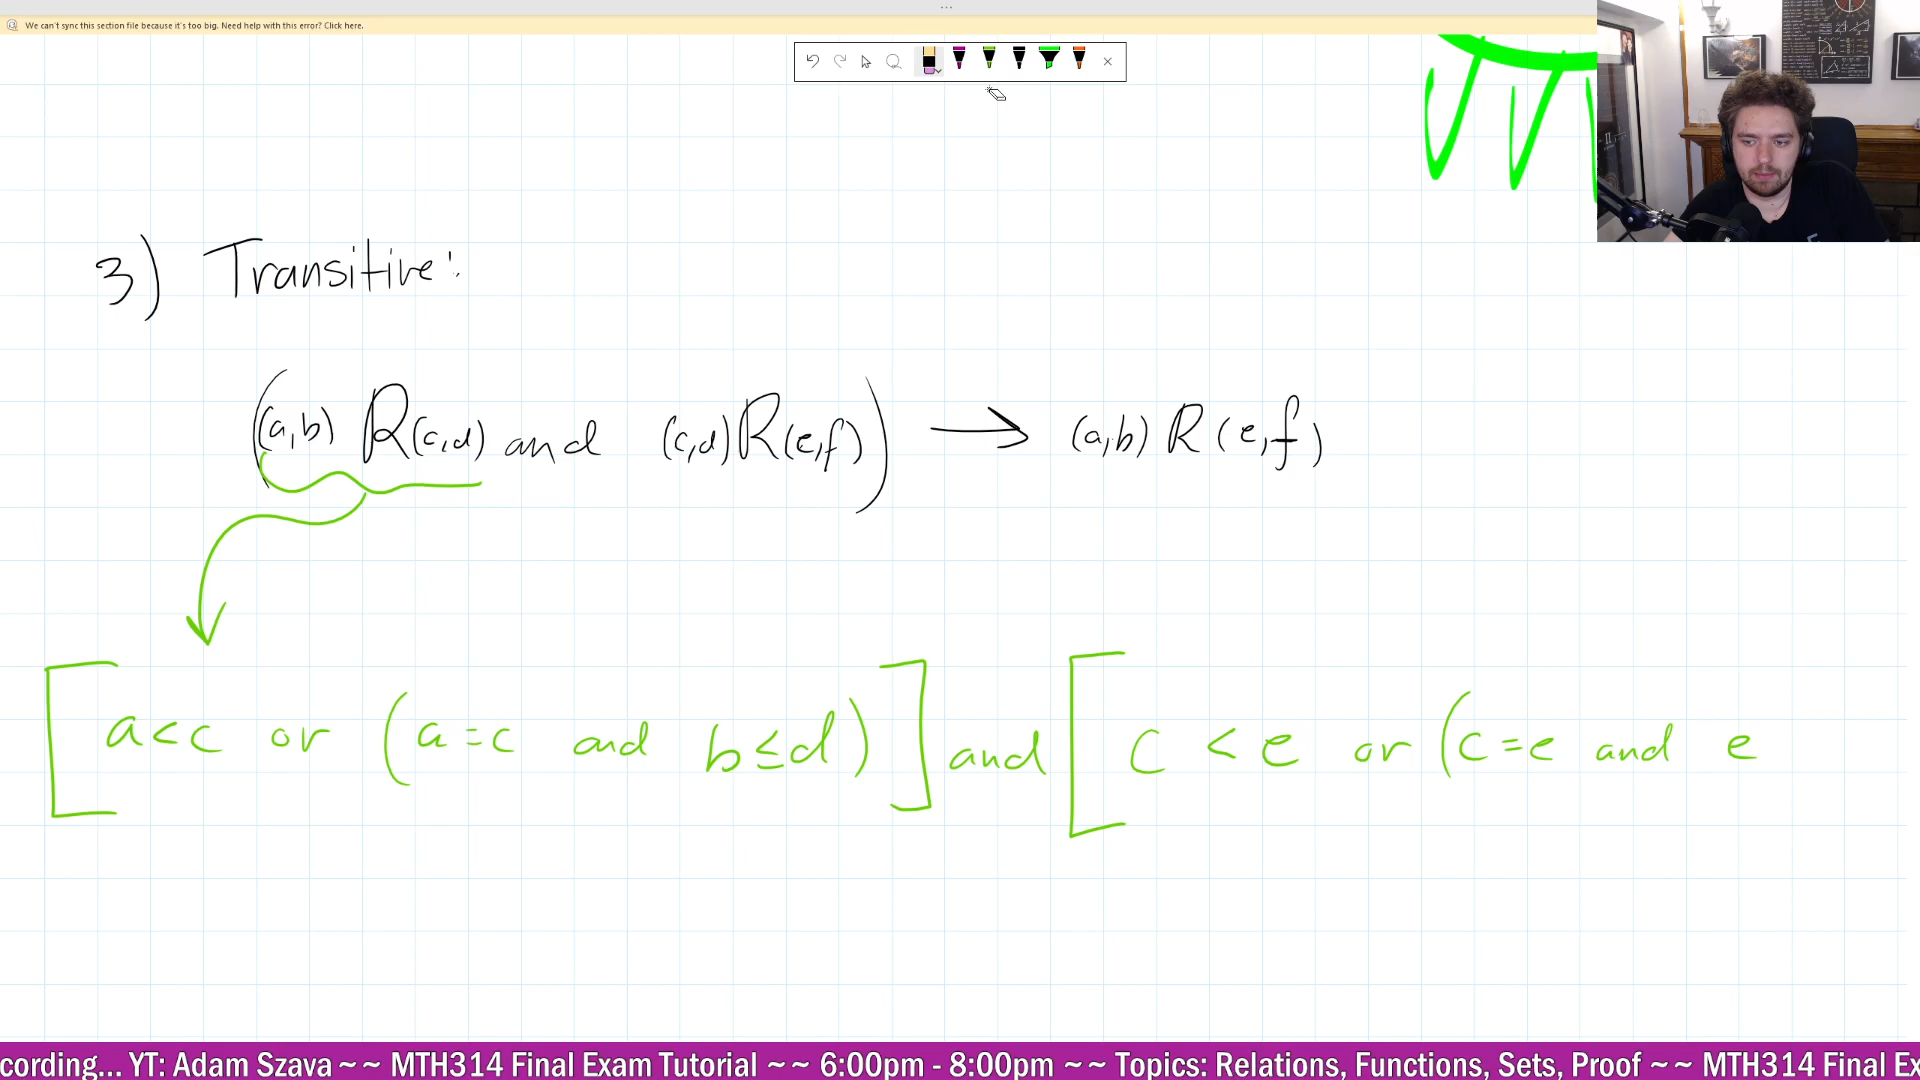 We can't sync this section file because it's too big. Need help with this error? Click here.
3) Transitive:
((a,b) R (c,d) and (c,d) R (e,f)) → (a,b) R (e,f)
[a<c or (a=c and b≤d)] and [c < e or (c=e and e
cording... YT: Adam Szava ~~ MTH314 Final Exam Tutorial ~~ 6:00pm - 8:00pm ~~ Topics: Relations, Functions, Sets, Proof ~~ MTH314 Final Ex